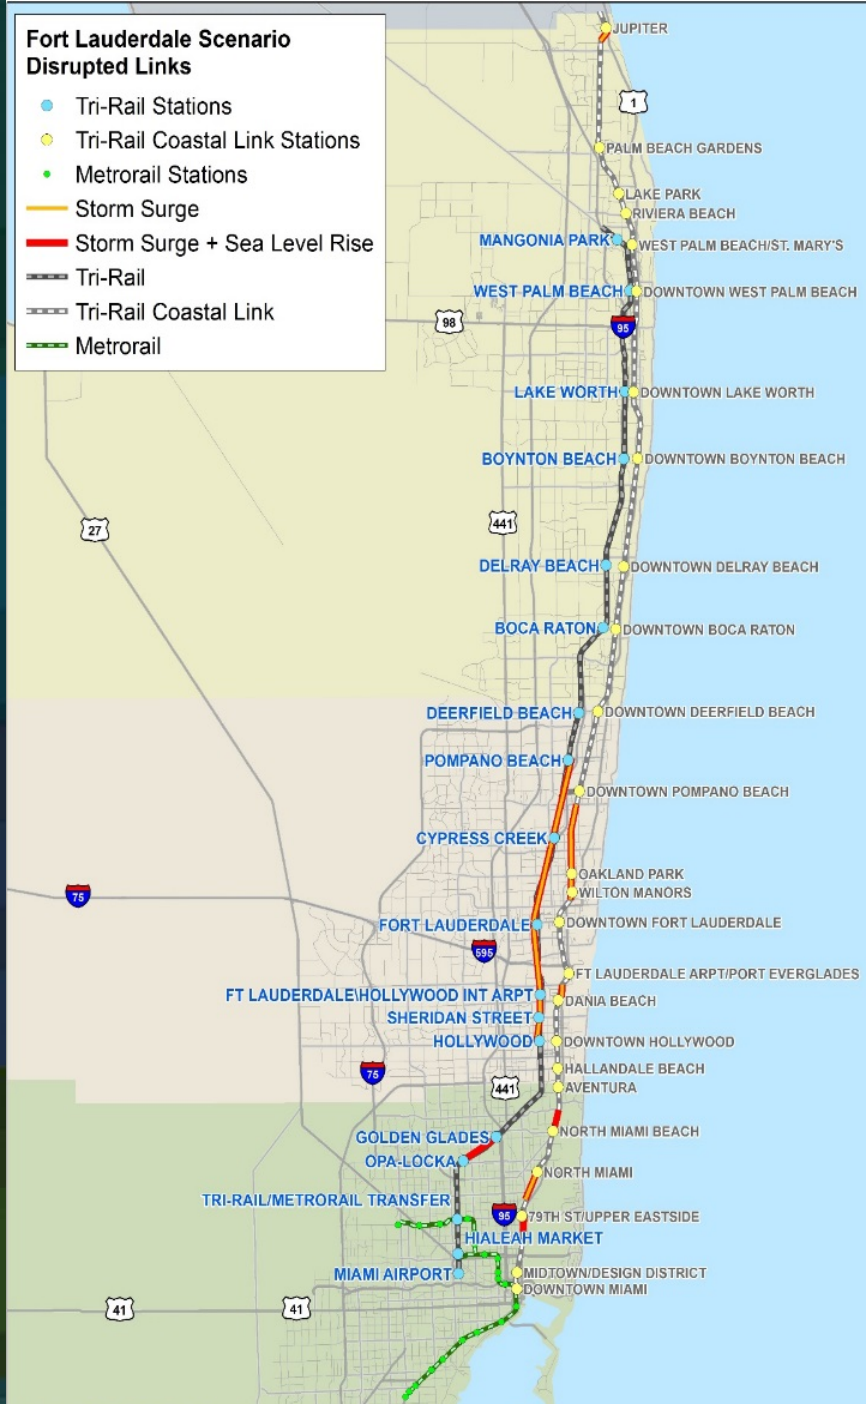 Fort Lauderdale Scenario
Disrupted Links
Tri-Rail Stations
Tri-Rail Coastal Link Stations
Metrorail Stations
Storm Surge
Storm Surge + Sea Level Rise
Tri-Rail
Tri-Rail Coastal Link
Metrorail
JUPITER
1
PALM BEACH GARDENS
LAKE PARK
RIVIERA BEACH
MANGONIA PARK
WEST PALM BEACH/ST. MARY'S
WEST PALM BEACH
DOWNTOWN WEST PALM BEACH
98
95
LAKE WORTH
DOWNTOWN LAKE WORTH
BOYNTON BEACH
DOWNTOWN BOYNTON BEACH
441
27
DELRAY BEACH
DOWNTOWN DELRAY BEACH
BOCA RATON
DOWNTOWN BOCA RATON
DEERFIELD BEACH
DOWNTOWN DEERFIELD BEACH
POMPANO BEACH
DOWNTOWN POMPANO BEACH
CYPRESS CREEK
OAKLAND PARK
75
WILTON MANORS
FORT LAUDERDALE
DOWNTOWN FORT LAUDERDALE
595
FT LAUDERDALE ARPT/PORT EVERGLADES
FT LAUDERDALE\HOLLYWOOD INT ARPT
DANIA BEACH
SHERIDAN STREET
HOLLYWOOD
DOWNTOWN HOLLYWOOD
HALLANDALE BEACH
75
441
AVENTURA
GOLDEN GLADES
NORTH MIAMI BEACH
OPA-LOCKA
NORTH MIAMI
TRI-RAIL/METRORAIL TRANSFER
95
79TH ST/UPPER EASTSIDE
HIALEAH MARKET
MIAMI AIRPORT
MIDTOWN/DESIGN DISTRICT
DOWNTOWN MIAMI
41
41